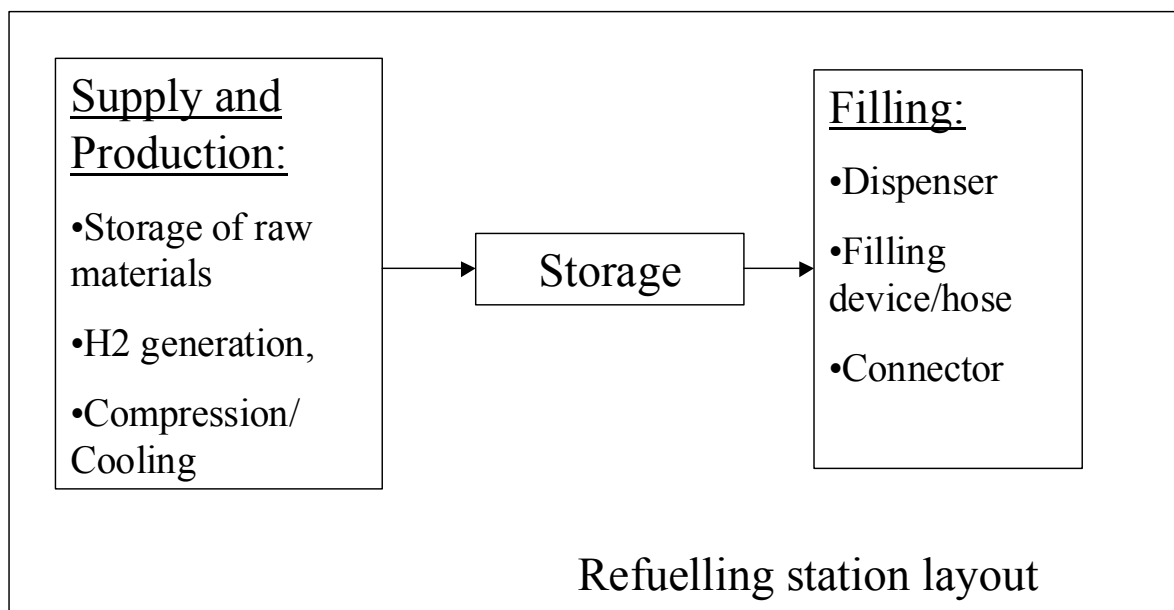 Supply and
Production:
•Storage of raw
materials
•H2 generation,
•Compression/
Cooling
Storage
Filling:
•Dispenser
•Filling
device/hose
•Connector
Refuelling station layout